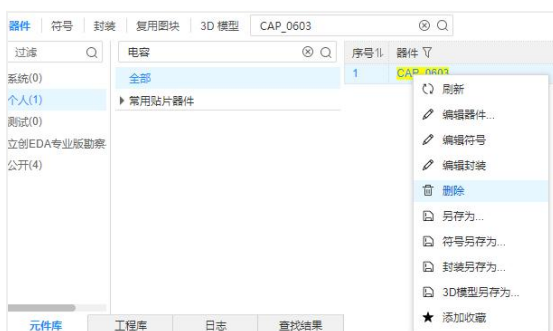 器件 符号 封装 复用图块 3D 模型 CAP_0603
过滤 电容 序号 器件
系统(0) 全部 1 CAP_0603
个人(1) 常用贴片器件
测试(0)
立创EDA专业版勘察
公开(4)
刷新
编辑器件...
编辑符号
编辑封装
删除
另存为...
符号另存为...
封装另存为...
3D模型另存为...
添加收藏
元件库 工程库 日志 查找结果